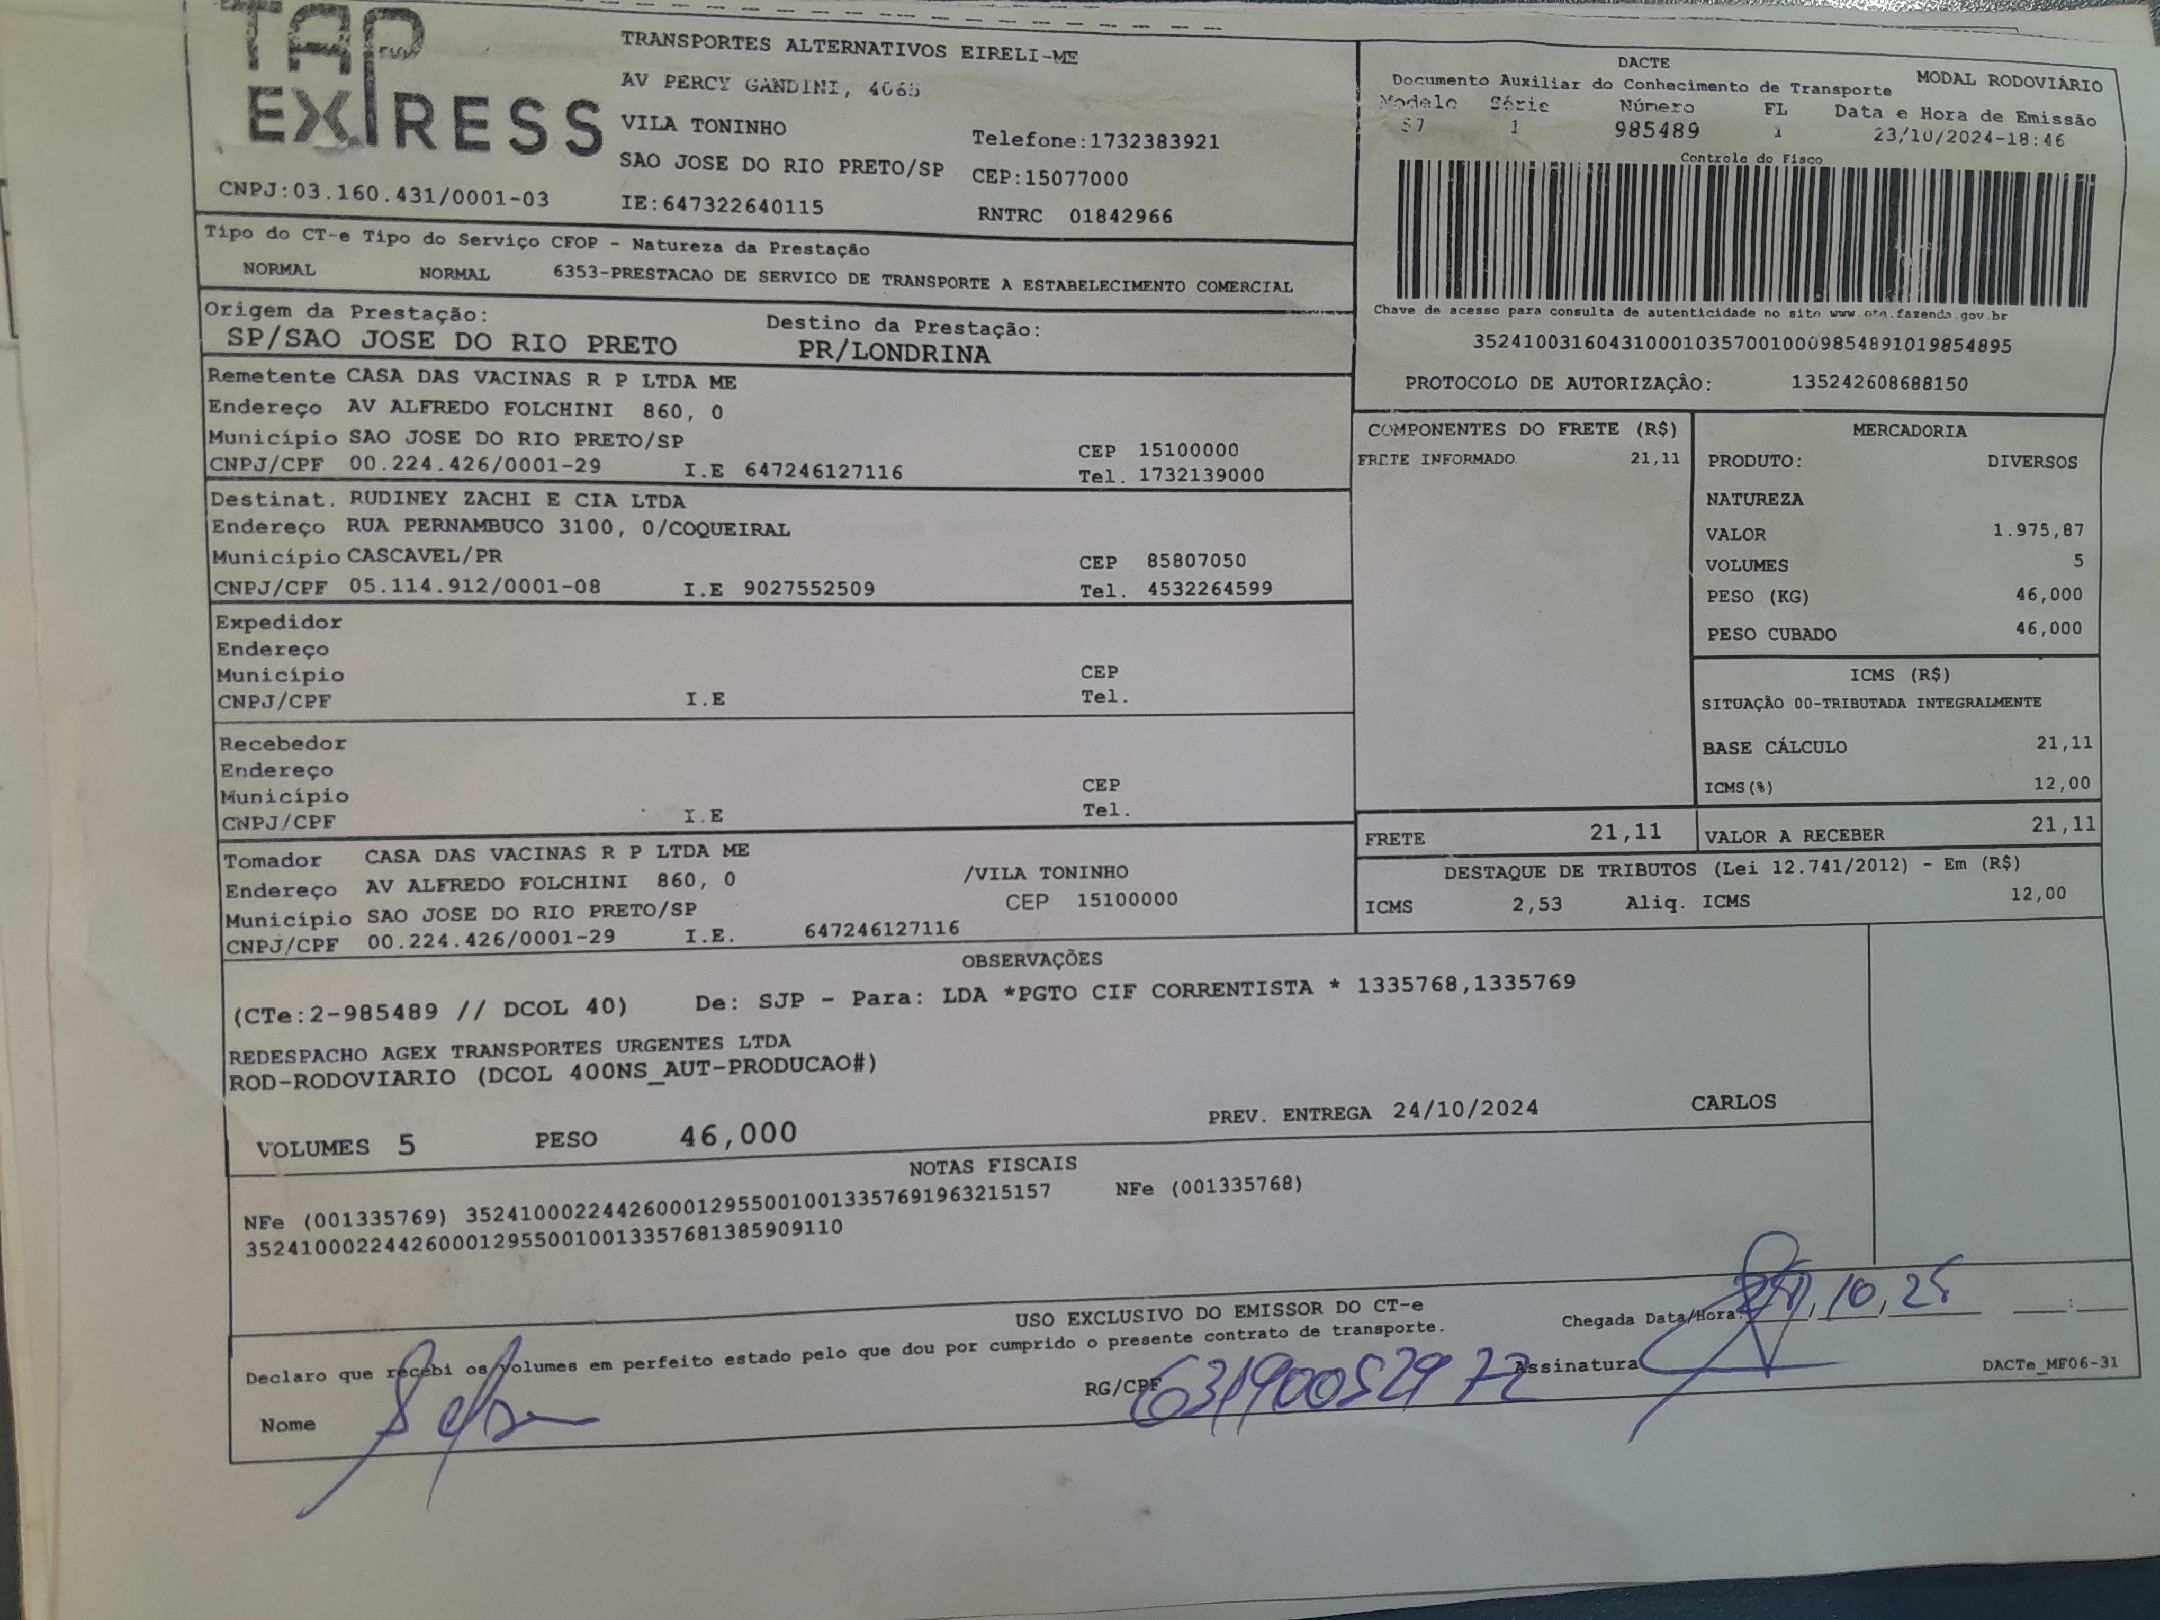 TAP
EXPRESS
TRANSPORTES ALTERNATIVOS EIRELI-ME
AV PERCY GANDINI, 4065
VILA TONINHO
Telefone:1732383921
SAO JOSE DO RIO PRETO/SP CEP:15077000
CNPJ:03.160.431/0001-03 IE:647322640115 RNTRC 01842966
DACTE
Documento Auxiliar do Conhecimento de Transporte MODAL RODOVIÁRIO
Modelo Série Número FL Data e Hora de Emissão
57 1 985489 1 23/10/2024-18:46
Controle do Fisco
Chave de acesso para consulta de autenticidade no site www.cte.fazenda.gov.br
35241003160431000103570010009854891019854895
PROTOCOLO DE AUTORIZAÇÂO: 135242608688150
Tipo do CT-e Tipo do Serviço CFOP - Natureza da Prestação
NORMAL NORMAL 6353-PRESTACAO DE SERVICO DE TRANSPORTE A ESTABELECIMENTO COMERCIAL
Origem da Prestação: Destino da Prestação:
SP/SAO JOSE DO RIO PRETO PR/LONDRINA
Remetente CASA DAS VACINAS R P LTDA ME
Endereço AV ALFREDO FOLCHINI 860, 0
Município SAO JOSE DO RIO PRETO/SP CEP 15100000
CNPJ/CPF 00.224.426/0001-29 I.E 647246127116 Tel. 1732139000
Destinat. RUDINEY ZACHI E CIA LTDA
Endereço RUA PERNAMBUCO 3100, 0/COQUEIRAL
Município CASCAVEL/PR CEP 85807050
CNPJ/CPF 05.114.912/0001-08 I.E 9027552509 Tel. 4532264599
Expedidor
Endereço
Município CEP
CNPJ/CPF I.E Tel.
Recebedor
Endereço
Município CEP
CNPJ/CPF I.E Tel.
Tomador CASA DAS VACINAS R P LTDA ME
Endereço AV ALFREDO FOLCHINI 860, 0 /VILA TONINHO
Município SAO JOSE DO RIO PRETO/SP CEP 15100000
CNPJ/CPF 00.224.426/0001-29 I.E. 647246127116
COMPONENTES DO FRETE (R$)
FRETE INFORMADO 21,11
MERCADORIA
PRODUTO: DIVERSOS
NATUREZA
VALOR 1.975,87
VOLUMES 5
PESO (KG) 46,000
PESO CUBADO 46,000
ICMS (R$)
SITUAÇÃO 00-TRIBUTADA INTEGRALMENTE
BASE CÁLCULO 21,11
ICMS(%) 12,00
FRETE 21,11 VALOR A RECEBER 21,11
DESTAQUE DE TRIBUTOS (Lei 12.741/2012) - Em (R$)
ICMS 2,53 Aliq. ICMS 12,00
OBSERVAÇÕES
(CTe:2-985489 // DCOL 40) De: SJP - Para: LDA *PGTO CIF CORRENTISTA * 1335768,1335769
REDESPACHO AGEX TRANSPORTES URGENTES LTDA
ROD-RODOVIARIO (DCOL 400NS_AUT-PRODUCAO#)
VOLUMES 5 PESO 46,000 PREV. ENTREGA 24/10/2024 CARLOS
NOTAS FISCAIS
NFe (001335769) 35241000224426000129550010013357691963215157 NFe (001335768)
35241000224426000129550010013357681385909110
USO EXCLUSIVO DO EMISSOR DO CT-e
Declaro que recebi os volumes em perfeito estado pelo que dou por cumprido o presente contrato de transporte.
Chegada Data/Hora: 10, : 
Nome RG/CPF 63190052972 Assinatura DACTe_MF06-31